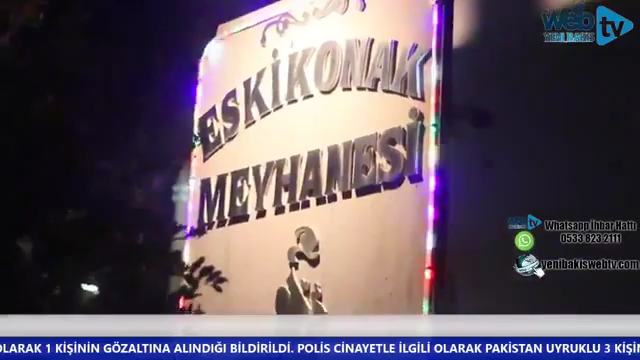 web tv
YENİ BAKIŞ
ESKİKONAK
MEYHANESİ
web tv
Whatsapp İhbar Hattı
0533 823 2111
yenibakiswebtv.com
OLARAK 1 KİŞİNİN GÖZALTINA ALINDIĞI BİLDİRİLDİ. POLİS CİNAYETLE İLGİLİ OLARAK PAKİSTAN UYRUKLU 3 KİŞİN